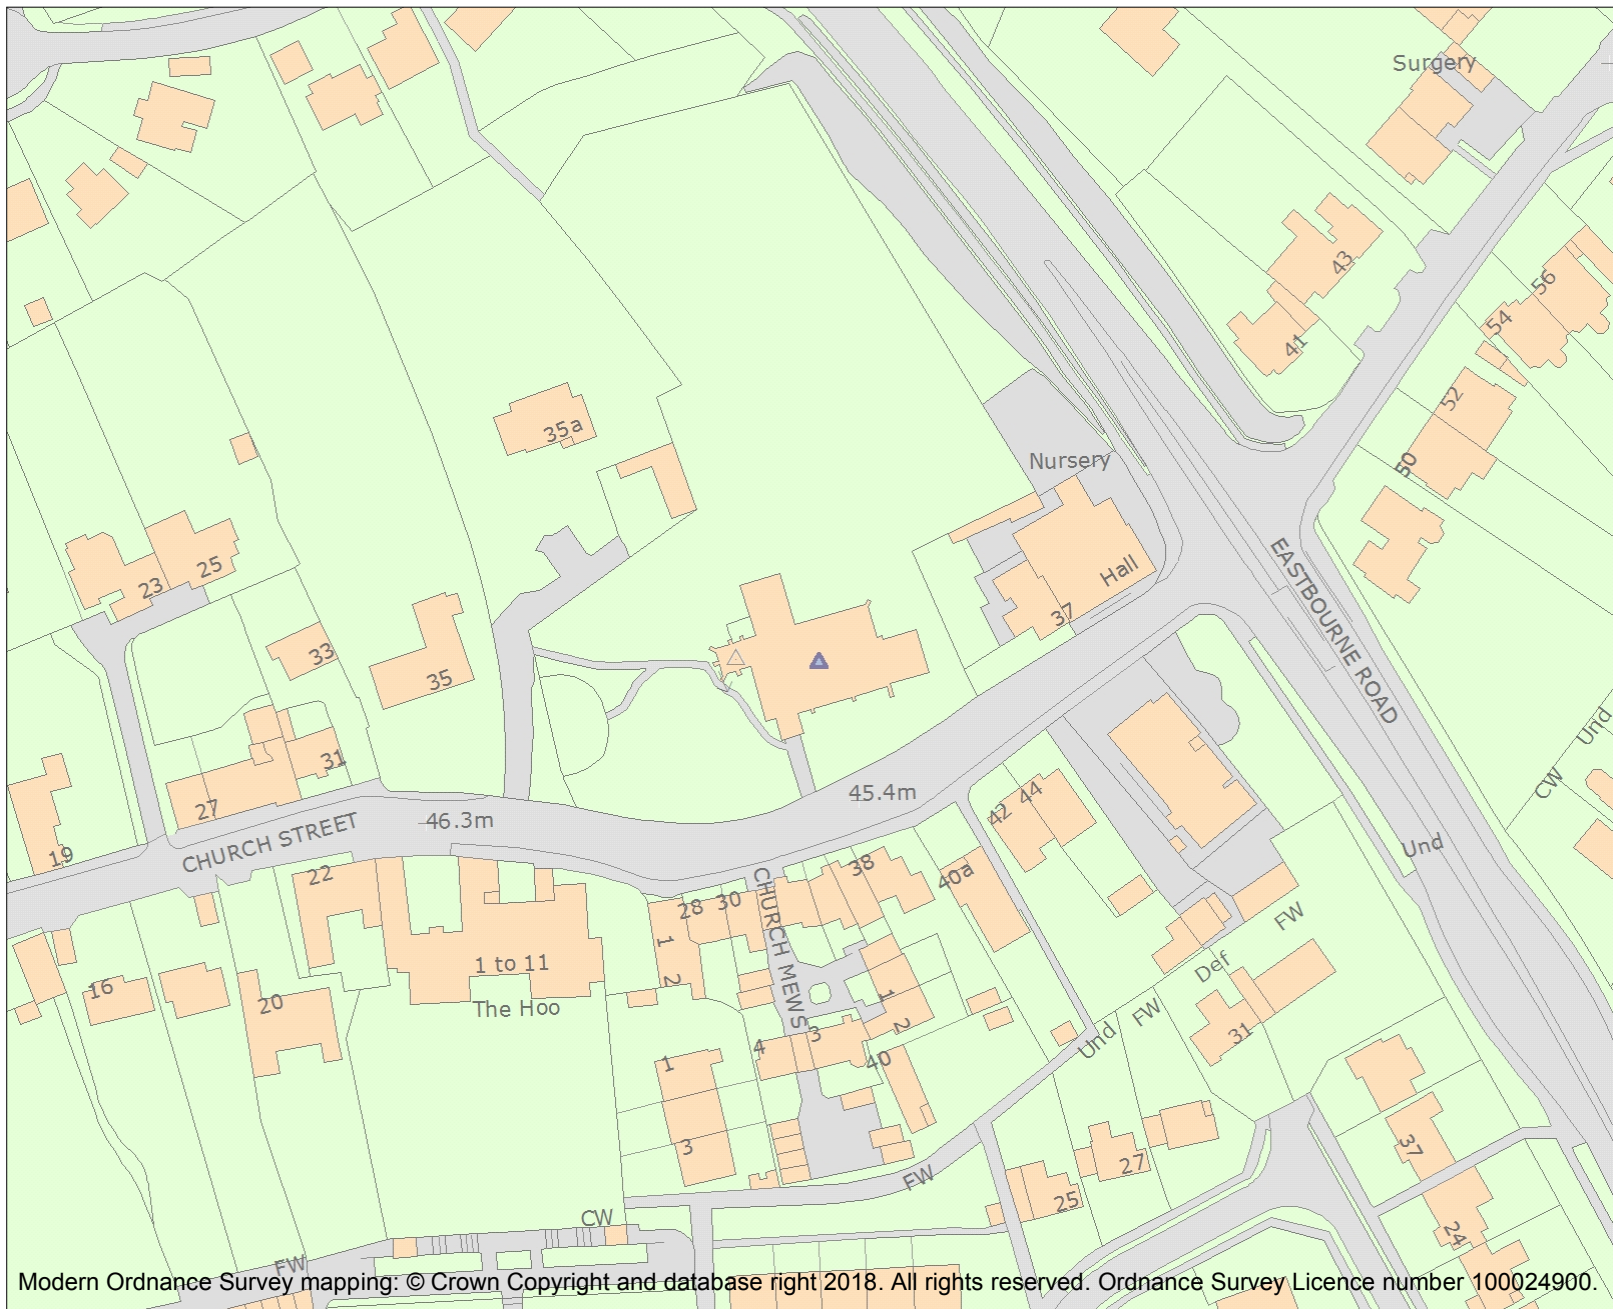 Surgery
43
56
54
41
52
35a
50
Nursery
25
23
Hall
37
EASTBOURNE ROAD
33
35
31
Und
27
CW
45.4m
42 44
46.3m
CHURCH STREET
19
Und
38
22
40a
28 30
CHURCH MEWS
FW
1
1 to 11
2
Def
16
20
The Hoo
1
2
FW
Und
31
3
4
40
1
3
37
27
FW
25
CW
24
FW
Modern Ordnance Survey mapping: © Crown Copyright and database right 2018. All rights reserved. Ordnance Survey Licence number 100024900.